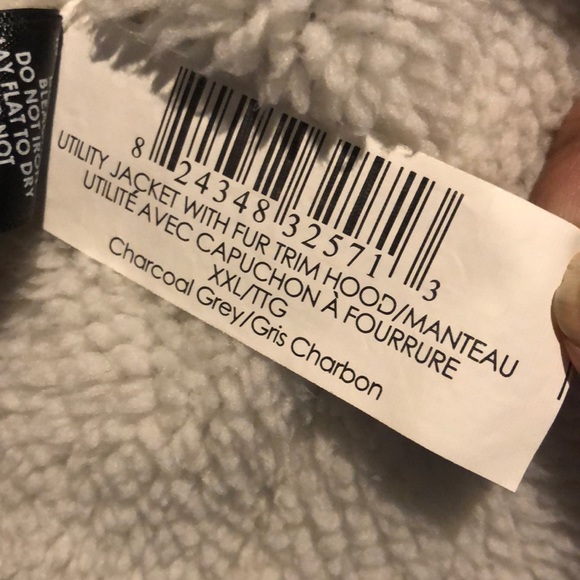 DO NOT IRON
LAY FLAT TO DRY
NOT
8 24348 32571 3
UTILITY JACKET WITH FUR TRIM HOOD/MANTEAU
UTILITÉ AVEC CAPUCHON À FOURRURE
XXL/TTG
Charcoal Grey/Gris Charbon